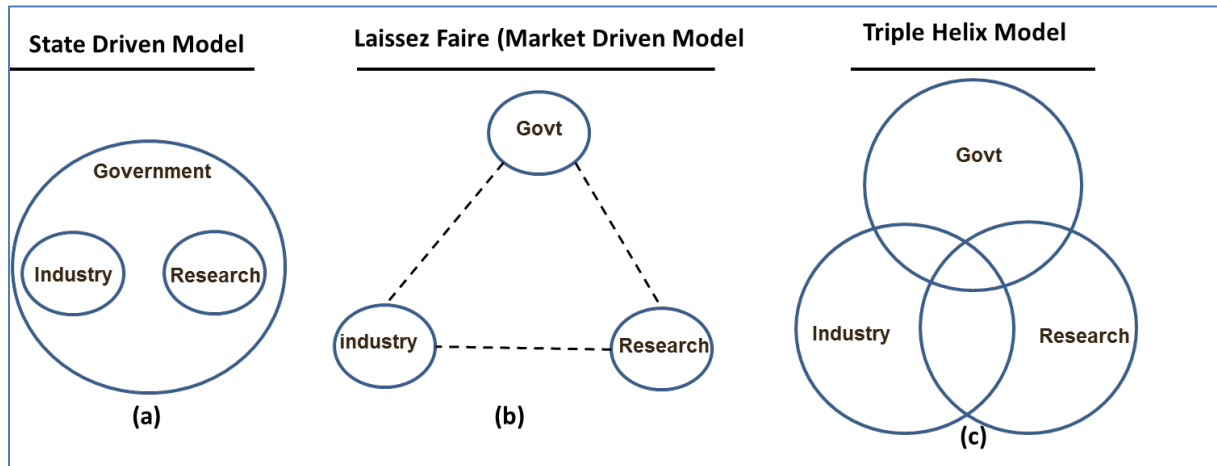 State Driven Model
Laissez Faire (Market Driven Model
Triple Helix Model
Government
Industry
Research
(a)
Govt
industry
Research
(b)
Govt
Industry
Research
(c)